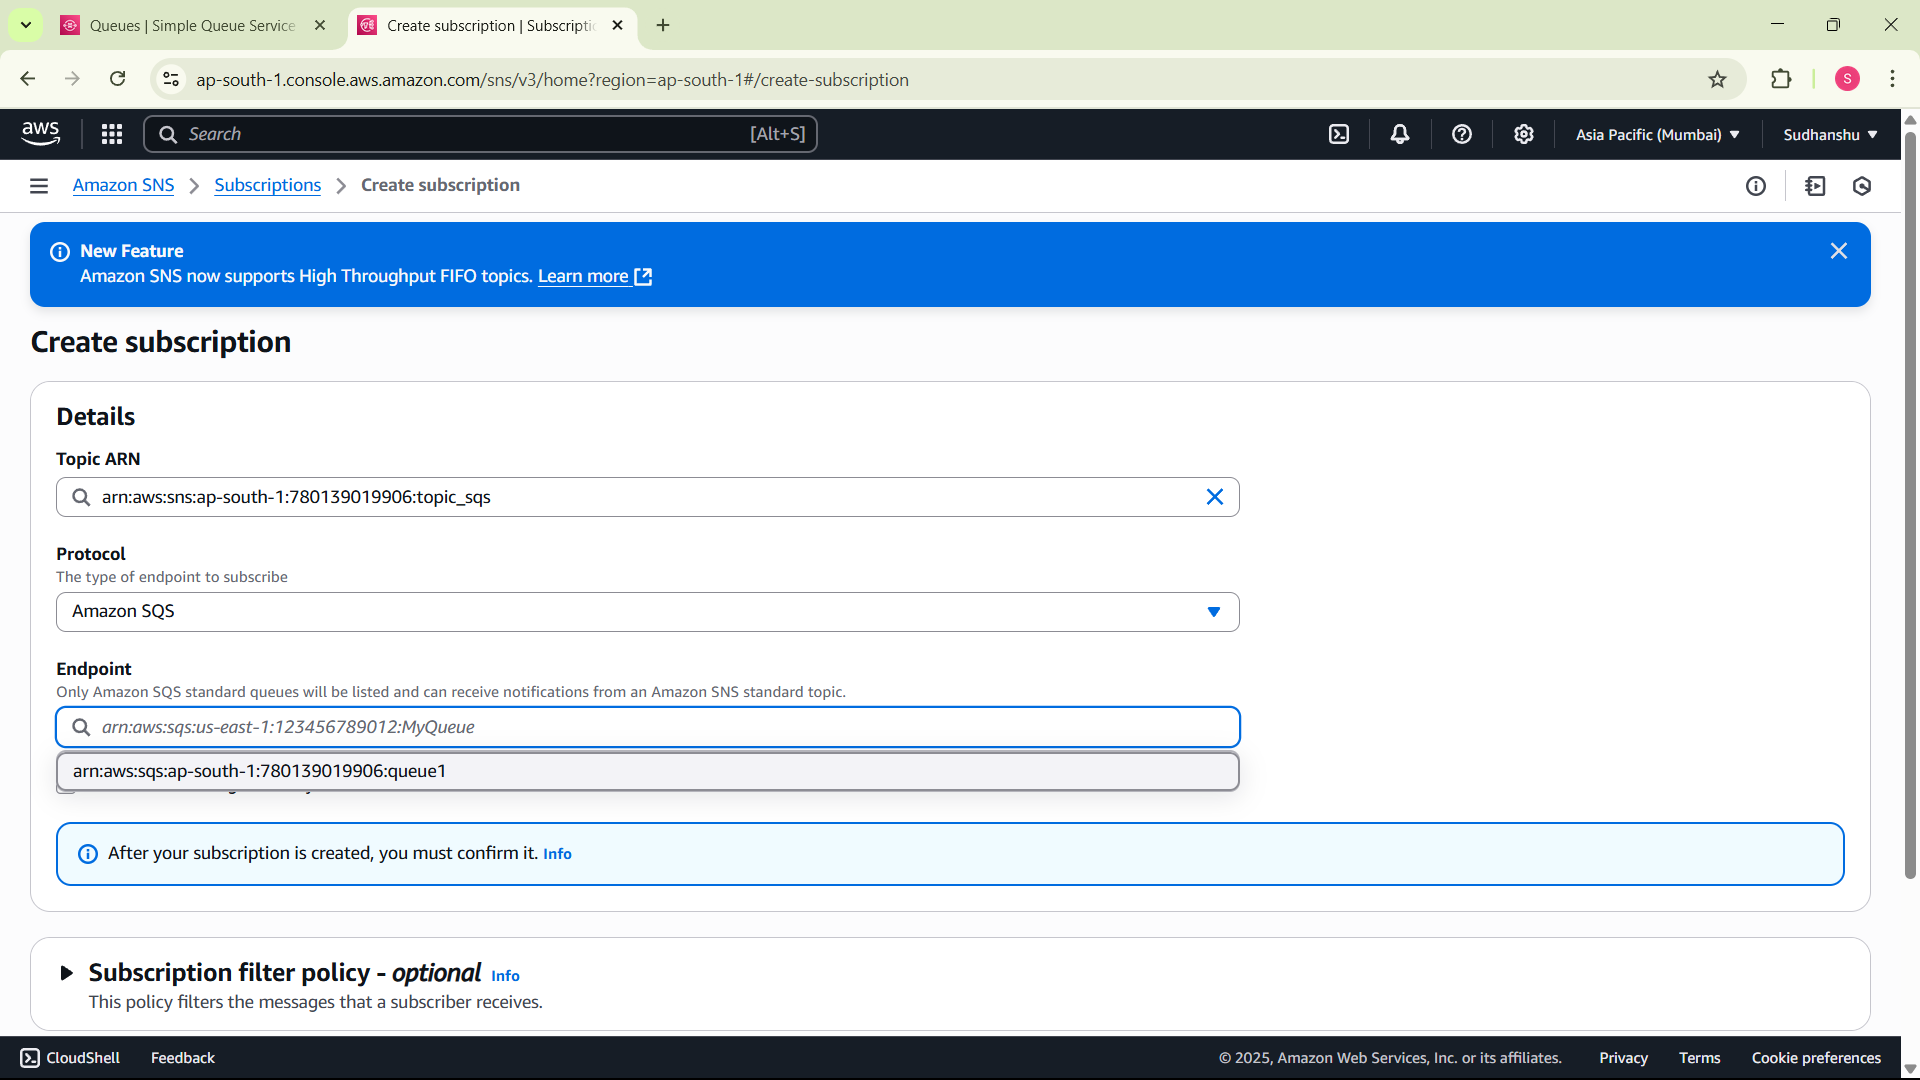 Queues | Simple Queue Service
Create subscription | Subscripti
ap-south-1.console.aws.amazon.com/sns/v3/home?region=ap-south-1#/create-subscription
S
aws
Search
[Alt+S]
Asia Pacific (Mumbai)
Sudhanshu
Amazon SNS
Subscriptions
Create subscription
New Feature
Amazon SNS now supports High Throughput FIFO topics. Learn more
Create subscription
Details
Topic ARN
arn:aws:sns:ap-south-1:780139019906:topic_sqs
Protocol
The type of endpoint to subscribe
Amazon SQS
Endpoint
Only Amazon SQS standard queues will be listed and can receive notifications from an Amazon SNS standard topic.
arn:aws:sqs:us-east-1:123456789012:MyQueue
arn:aws:sqs:ap-south-1:780139019906:queue1
After your subscription is created, you must confirm it. Info
Subscription filter policy - optional Info
This policy filters the messages that a subscriber receives.
CloudShell
Feedback
© 2025, Amazon Web Services, Inc. or its affiliates.
Privacy
Terms
Cookie preferences